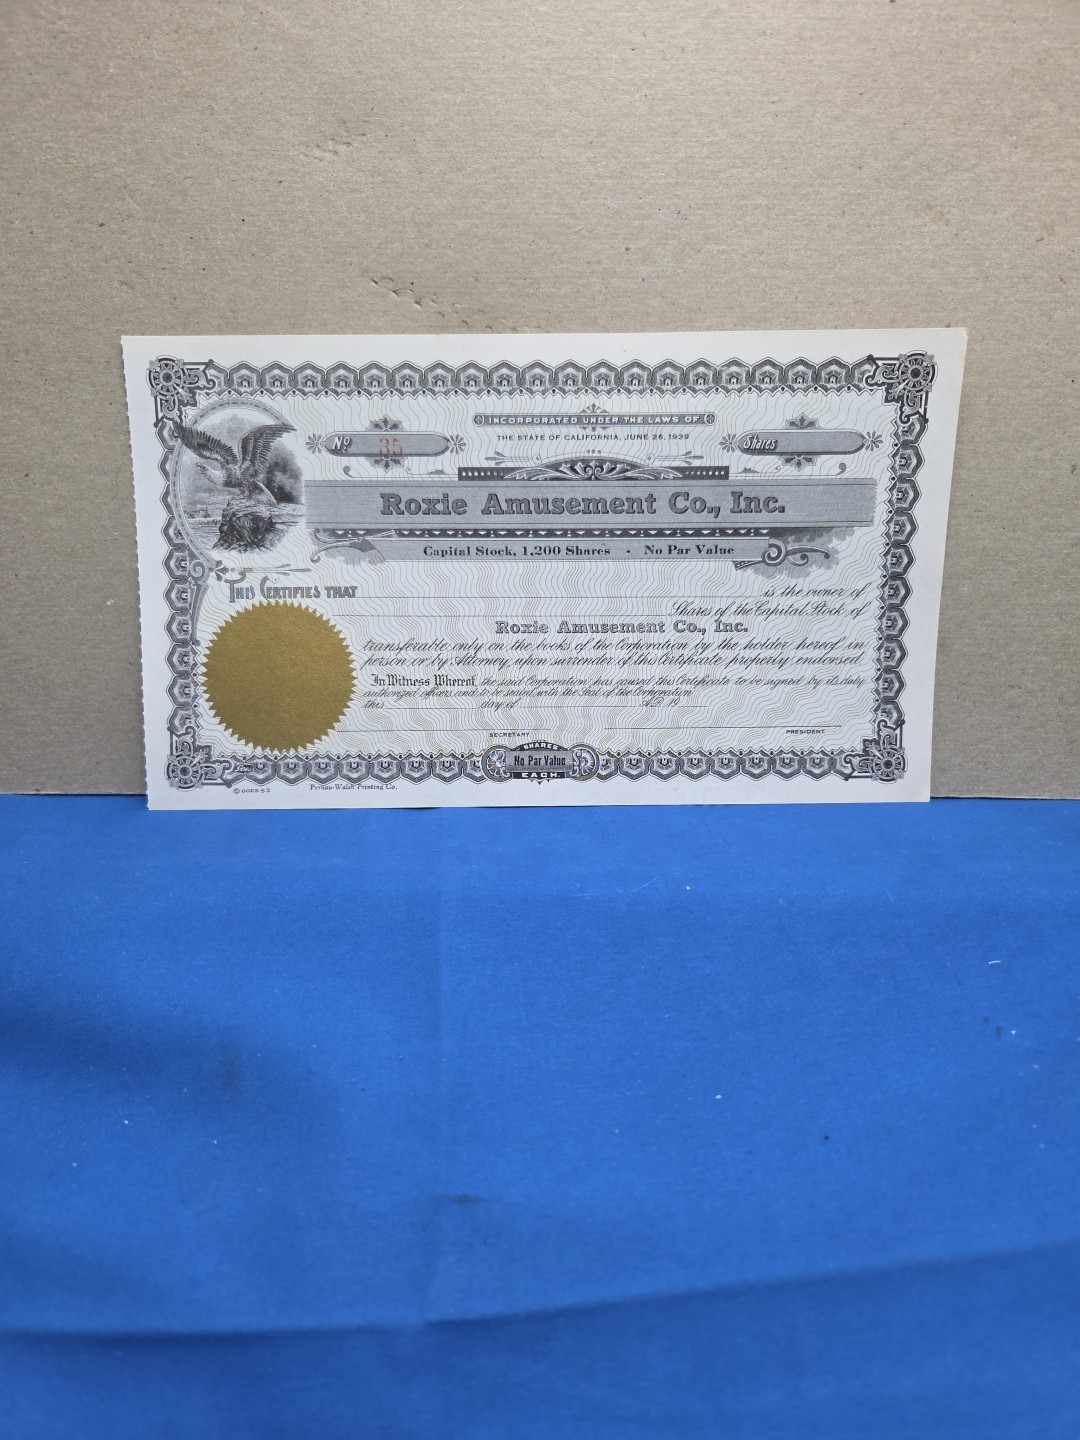 INCORPORATED UNDER THE LAWS OF
THE STATE OF CALIFORNIA, JUNE 26, 1939
No. 35
Shares
Roxie Amusement Co., Inc.
Capital Stock, 1,200 Shares - No Par Value
THIS CERTIFIES THAT is the owner of
Shares of the Capital Stock of
Roxie Amusement Co., Inc.
transferable only on the books of the Corporation by the holder hereof in
person or by Attorney, upon surrender of this Certificate properly endorsed.
In Witness Whereof, the said Corporation has caused this Certificate to be signed by its duly
authorized officers and to be sealed with the Seal of the Corporation
this day of A.D. 19
SECRETARY PRESIDENT
SHARES
No Par Value
EACH
© GOES 52
Pernau-Walsh Printing Co.